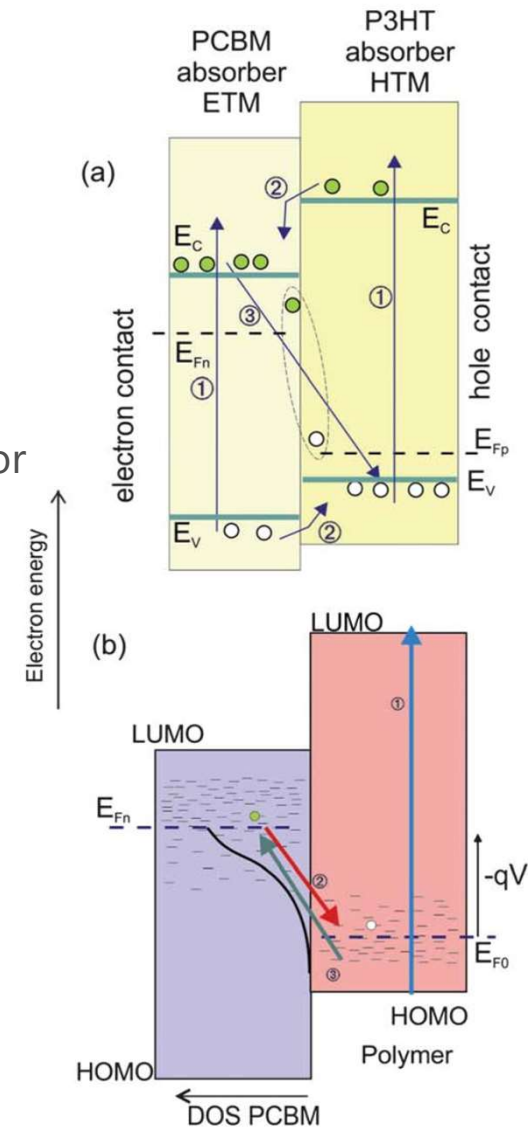 PCBM
absorber
ETM
P3HT
absorber
HTM
(a)
②
E_C
E_C
③
①
E_Fn
①
electron contact
hole contact
E_Fp
or
E_V
E_V
②
Electron energy
(b)
LUMO
①
LUMO
E_Fn
②
-qV
③
E_F0
HOMO
HOMO
Polymer
DOS PCBM